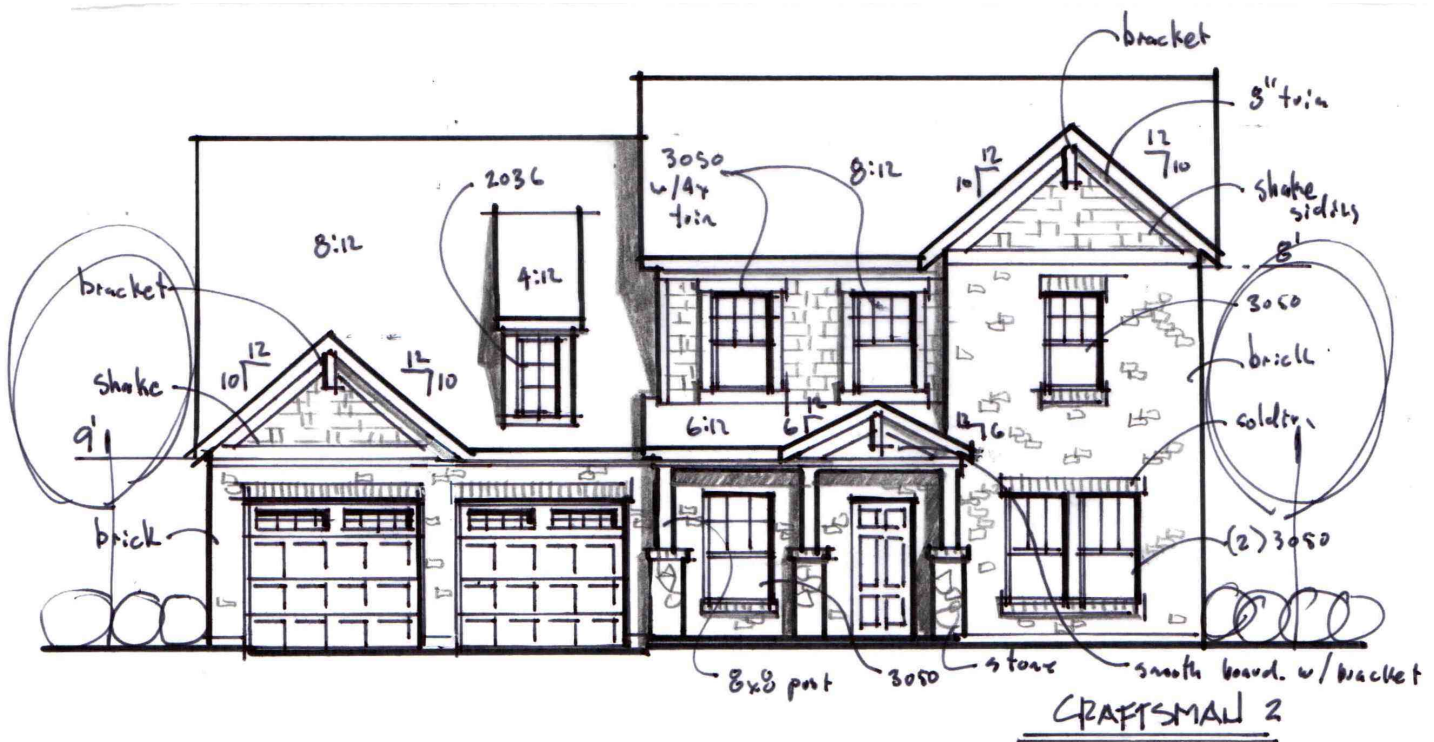 bracket
8" trim
12
10
12
10
shake
siding
8'
3050
w/4x
trim
8:12
2036
8:12
4:12
bracket
12
10
12
10
shake
9'
brick
3050
brick
soldier
(2) 3050
6:12
12
6
12
6
8x8 post
3050
stone
smooth board. w/ bracket
CRAFTSMAN 2